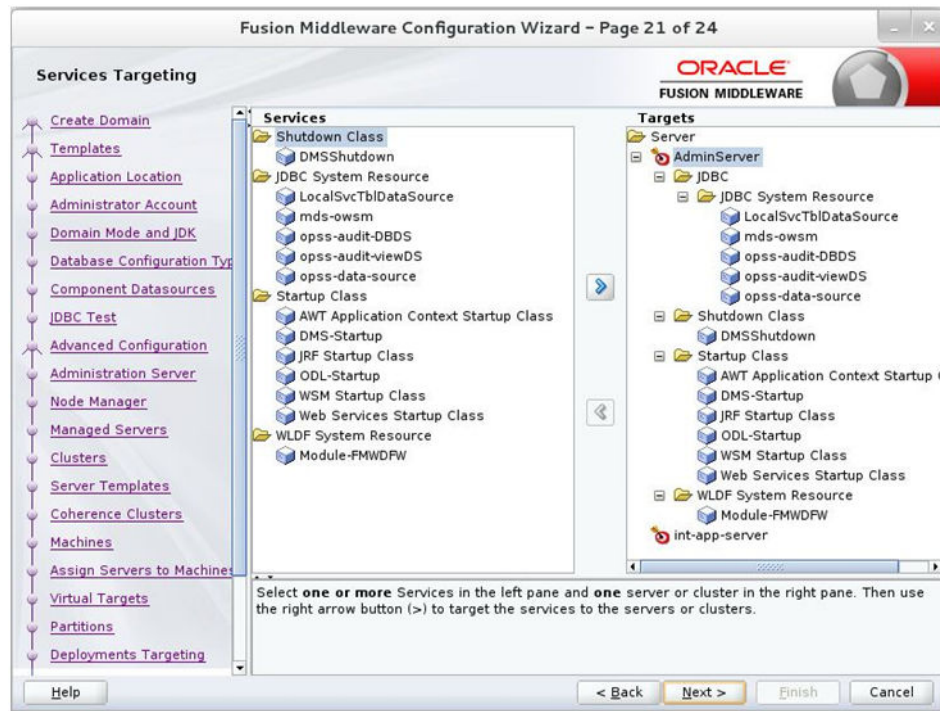 Fusion Middleware Configuration Wizard – Page 21 of 24
Services Targeting
ORACLE
FUSION MIDDLEWARE
Create Domain
Templates
Application Location
Administrator Account
Domain Mode and JDK
Database Configuration Typ
Component Datasources
JDBC Test
Advanced Configuration
Administration Server
Node Manager
Managed Servers
Clusters
Server Templates
Coherence Clusters
Machines
Assign Servers to Machines
Virtual Targets
Partitions
Deployments Targeting
Services
Shutdown Class
DMSShutdown
JDBC System Resource
LocalSvcTblDataSource
mds-owsm
opss-audit-DBDS
opss-audit-viewDS
opss-data-source
Startup Class
AWT Application Context Startup Class
DMS-Startup
JRF Startup Class
ODL-Startup
WSM Startup Class
Web Services Startup Class
WLDF System Resource
Module-FMWDFW
Targets
Server
AdminServer
JDBC
JDBC System Resource
LocalSvcTblDataSource
mds-owsm
opss-audit-DBDS
opss-audit-viewDS
opss-data-source
Shutdown Class
DMSShutdown
Startup Class
AWT Application Context Startup
DMS-Startup
JRF Startup Class
ODL-Startup
WSM Startup Class
Web Services Startup Class
WLDF System Resource
Module-FMWDFW
int-app-server
Select one or more Services in the left pane and one server or cluster in the right pane. Then use
the right arrow button (>) to target the services to the servers or clusters.
Help
< Back
Next >
Finish
Cancel